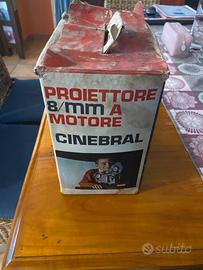 PROIETTORE
8/mm A
MOTORE
CINEBRAL
subito